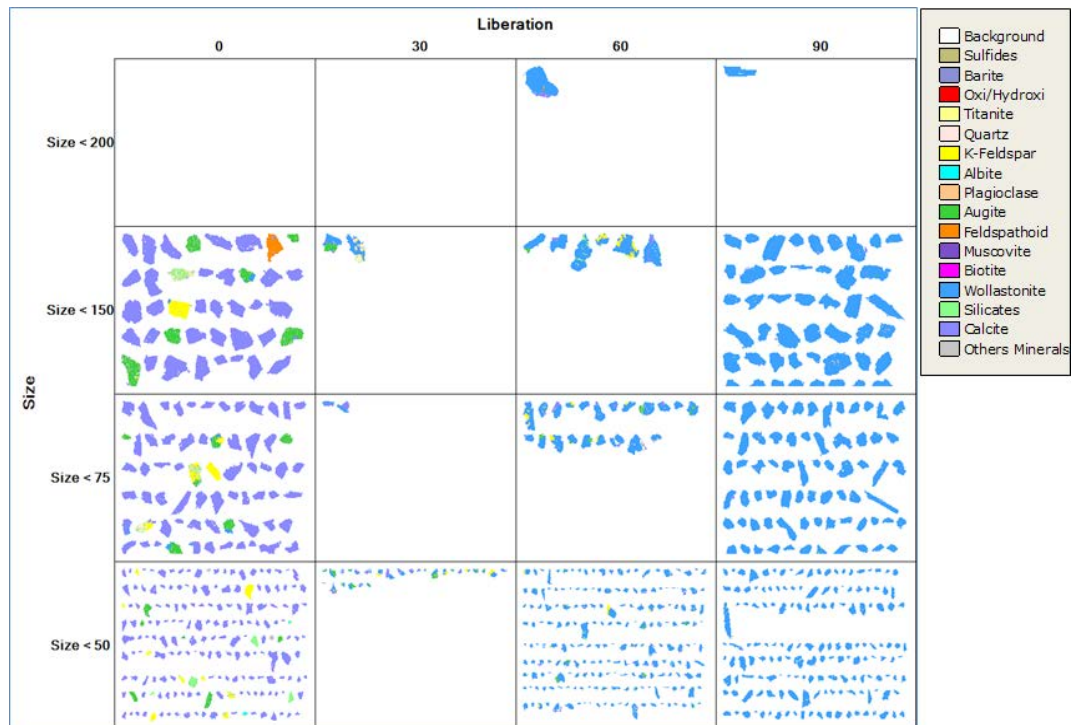 Liberation
0 30 60 90
Size < 200
Size < 150
Size
Size < 75
Size < 50
Background
Sulfides
Barite
Oxi/Hydroxi
Titanite
Quartz
K-Feldspar
Albite
Plagioclase
Augite
Feldspathoid
Muscovite
Biotite
Wollastonite
Silicates
Calcite
Others Minerals